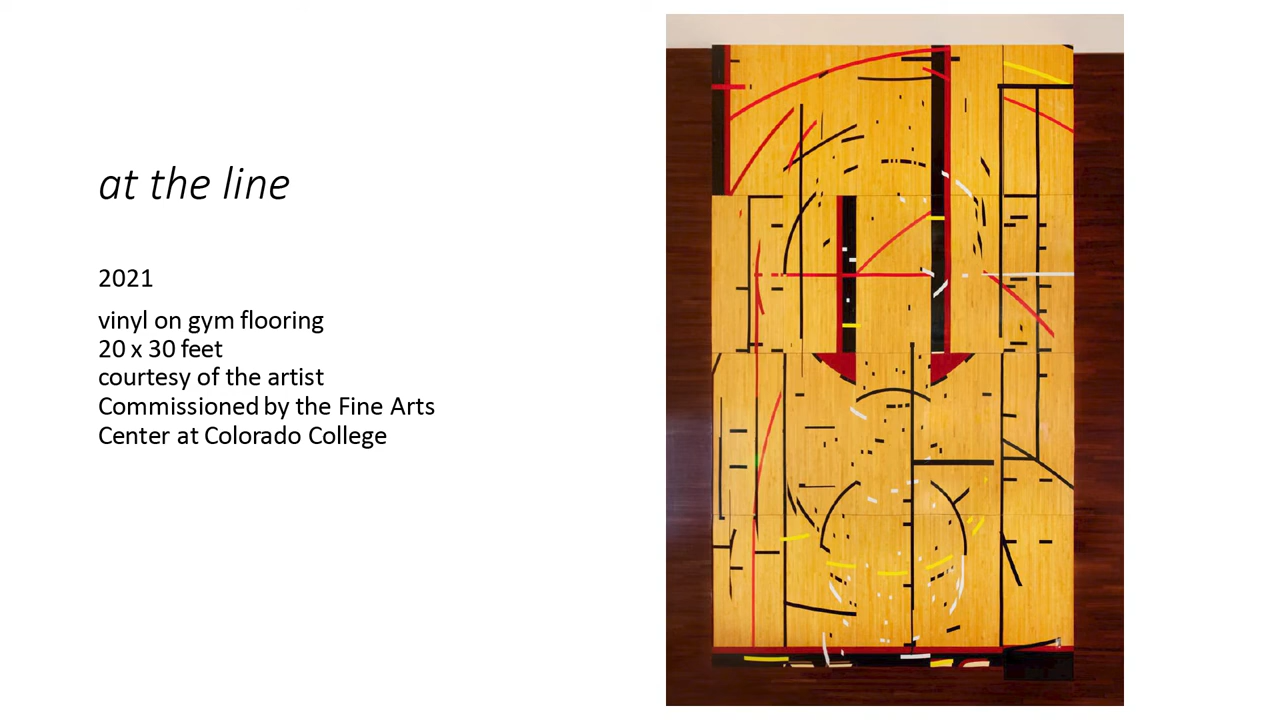 at the line
2021
vinyl on gym flooring
20 x 30 feet
courtesy of the artist
Commissioned by the Fine Arts
Center at Colorado College